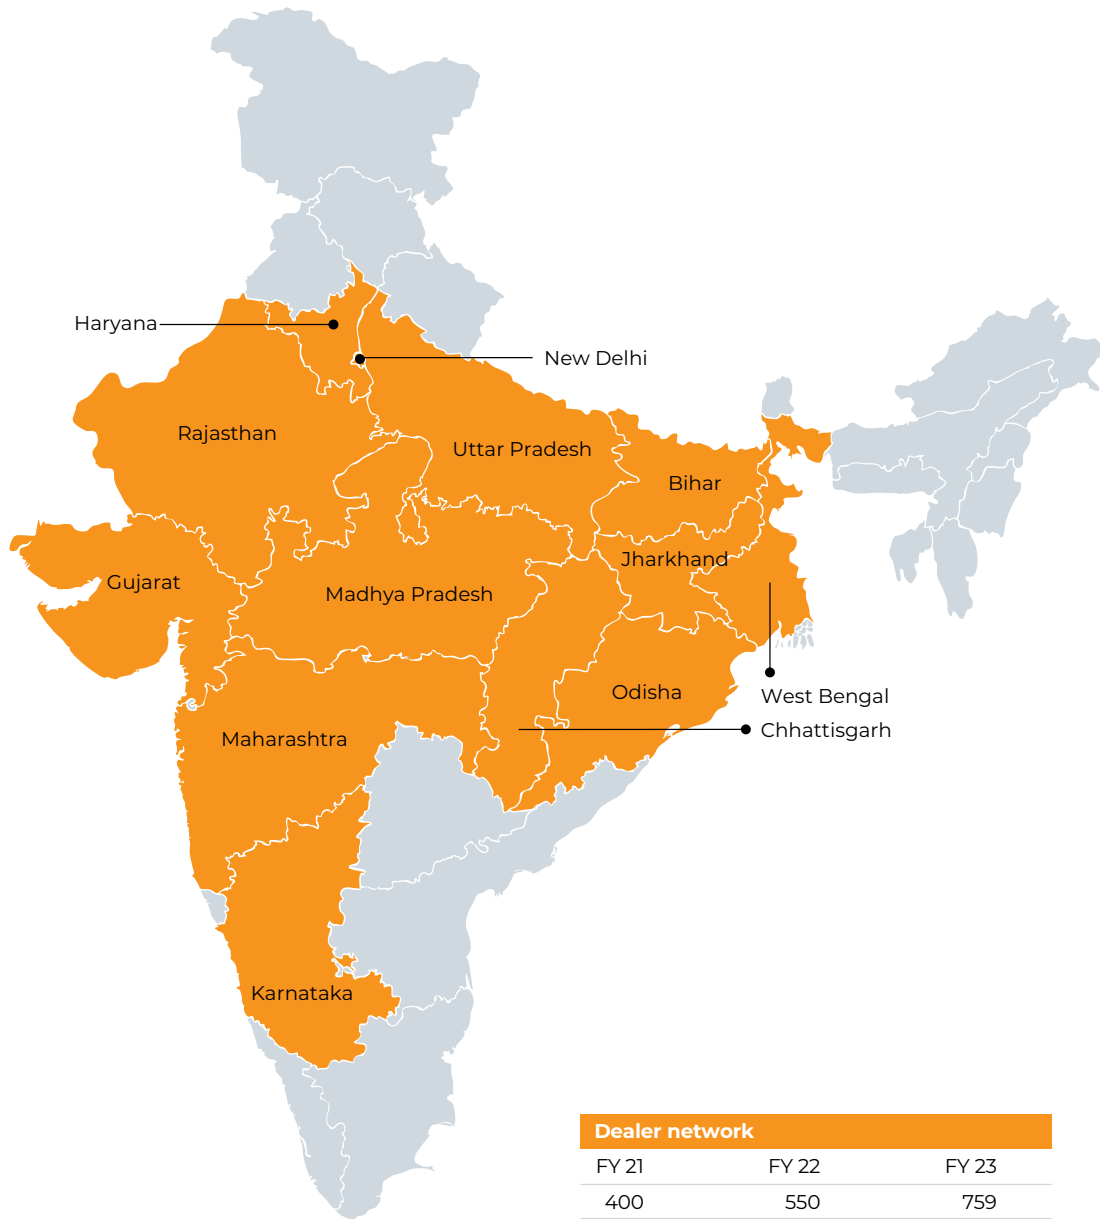 Haryana
New Delhi
Rajasthan
Uttar Pradesh
Bihar
Jharkhand
Gujarat
Madhya Pradesh
Odisha
West Bengal
Chhattisgarh
Maharashtra
Karnataka
Dealer network
FY 21 FY 22 FY 23
400 550 759